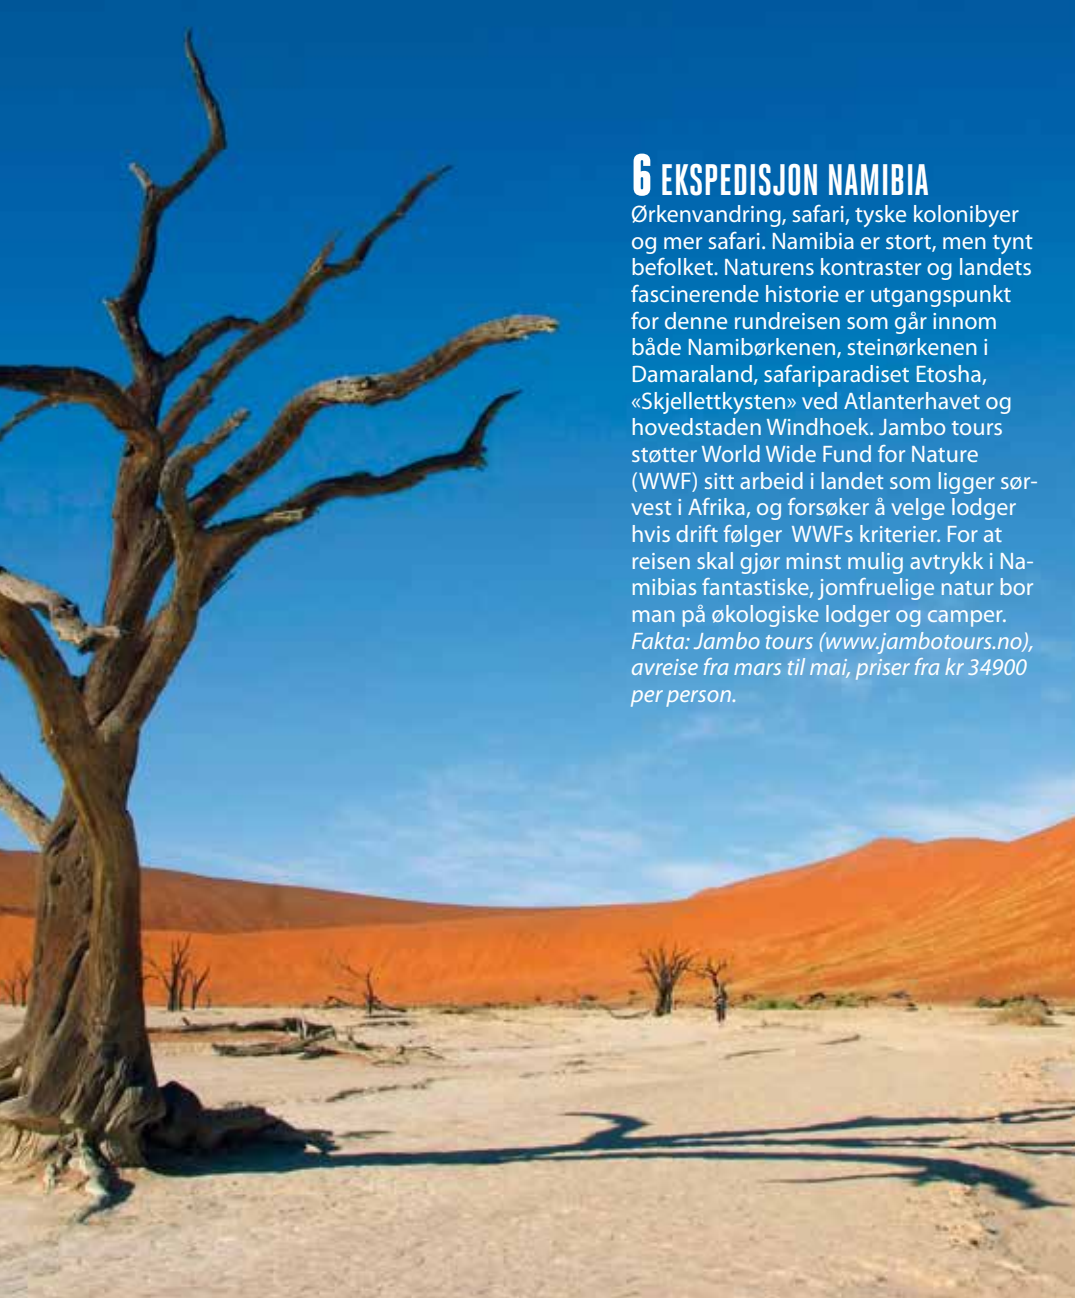 6 EKSPEDISJON NAMIBIA
Ørkenvandring, safari, tyske kolonibyer
og mer safari. Namibia er stort, men tynt
befolket. Naturens kontraster og landets
fascinerende historie er utgangspunkt
for denne rundreisen som går innom
både Namibørkenen, steinørkenen i
Damaraland, safariparadiset Etosha,
«Skjellettkysten» ved Atlanterhavet og
hovedstaden Windhoek. Jambo tours
støtter World Wide Fund for Nature
(WWF) sitt arbeid i landet som ligger sør-
vest i Afrika, og forsøker å velge lodger
hvis drift følger  WWFs kriterier. For at
reisen skal gjør minst mulig avtrykk i Na-
mibias fantastiske, jomfruelige natur bor
man på økologiske lodger og camper.
Fakta: Jambo tours (www.jambotours.no),
avreise fra mars til mai, priser fra kr 34900
per person.